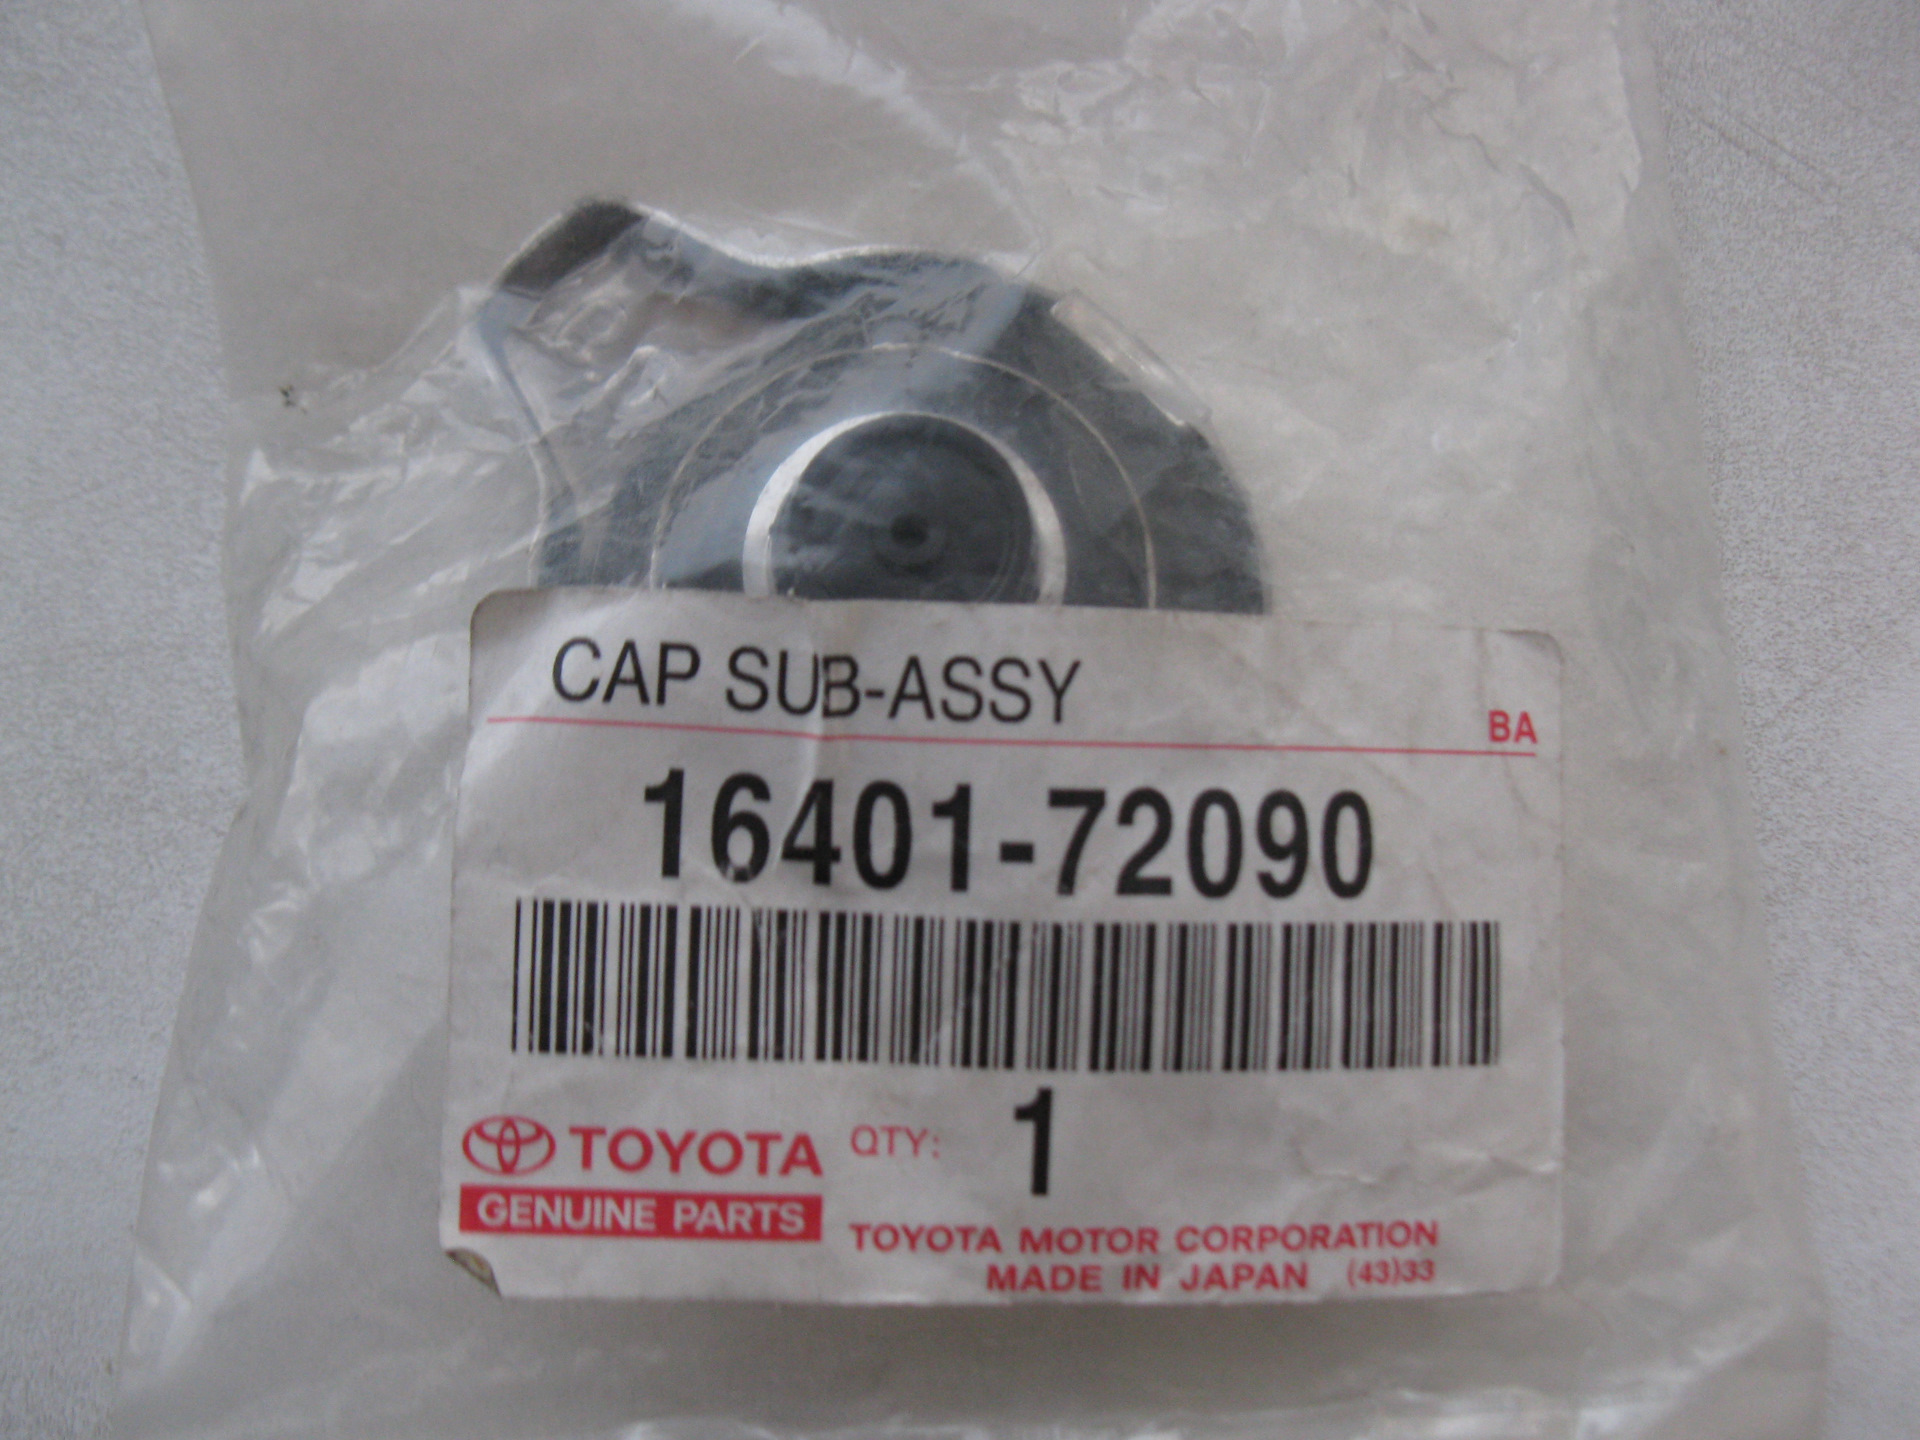 CAP SUB-ASSY
BA
16401-72090
TOYOTA QTY: 1
GENUINE PARTS
TOYOTA MOTOR CORPORATION
MADE IN JAPAN (43)33